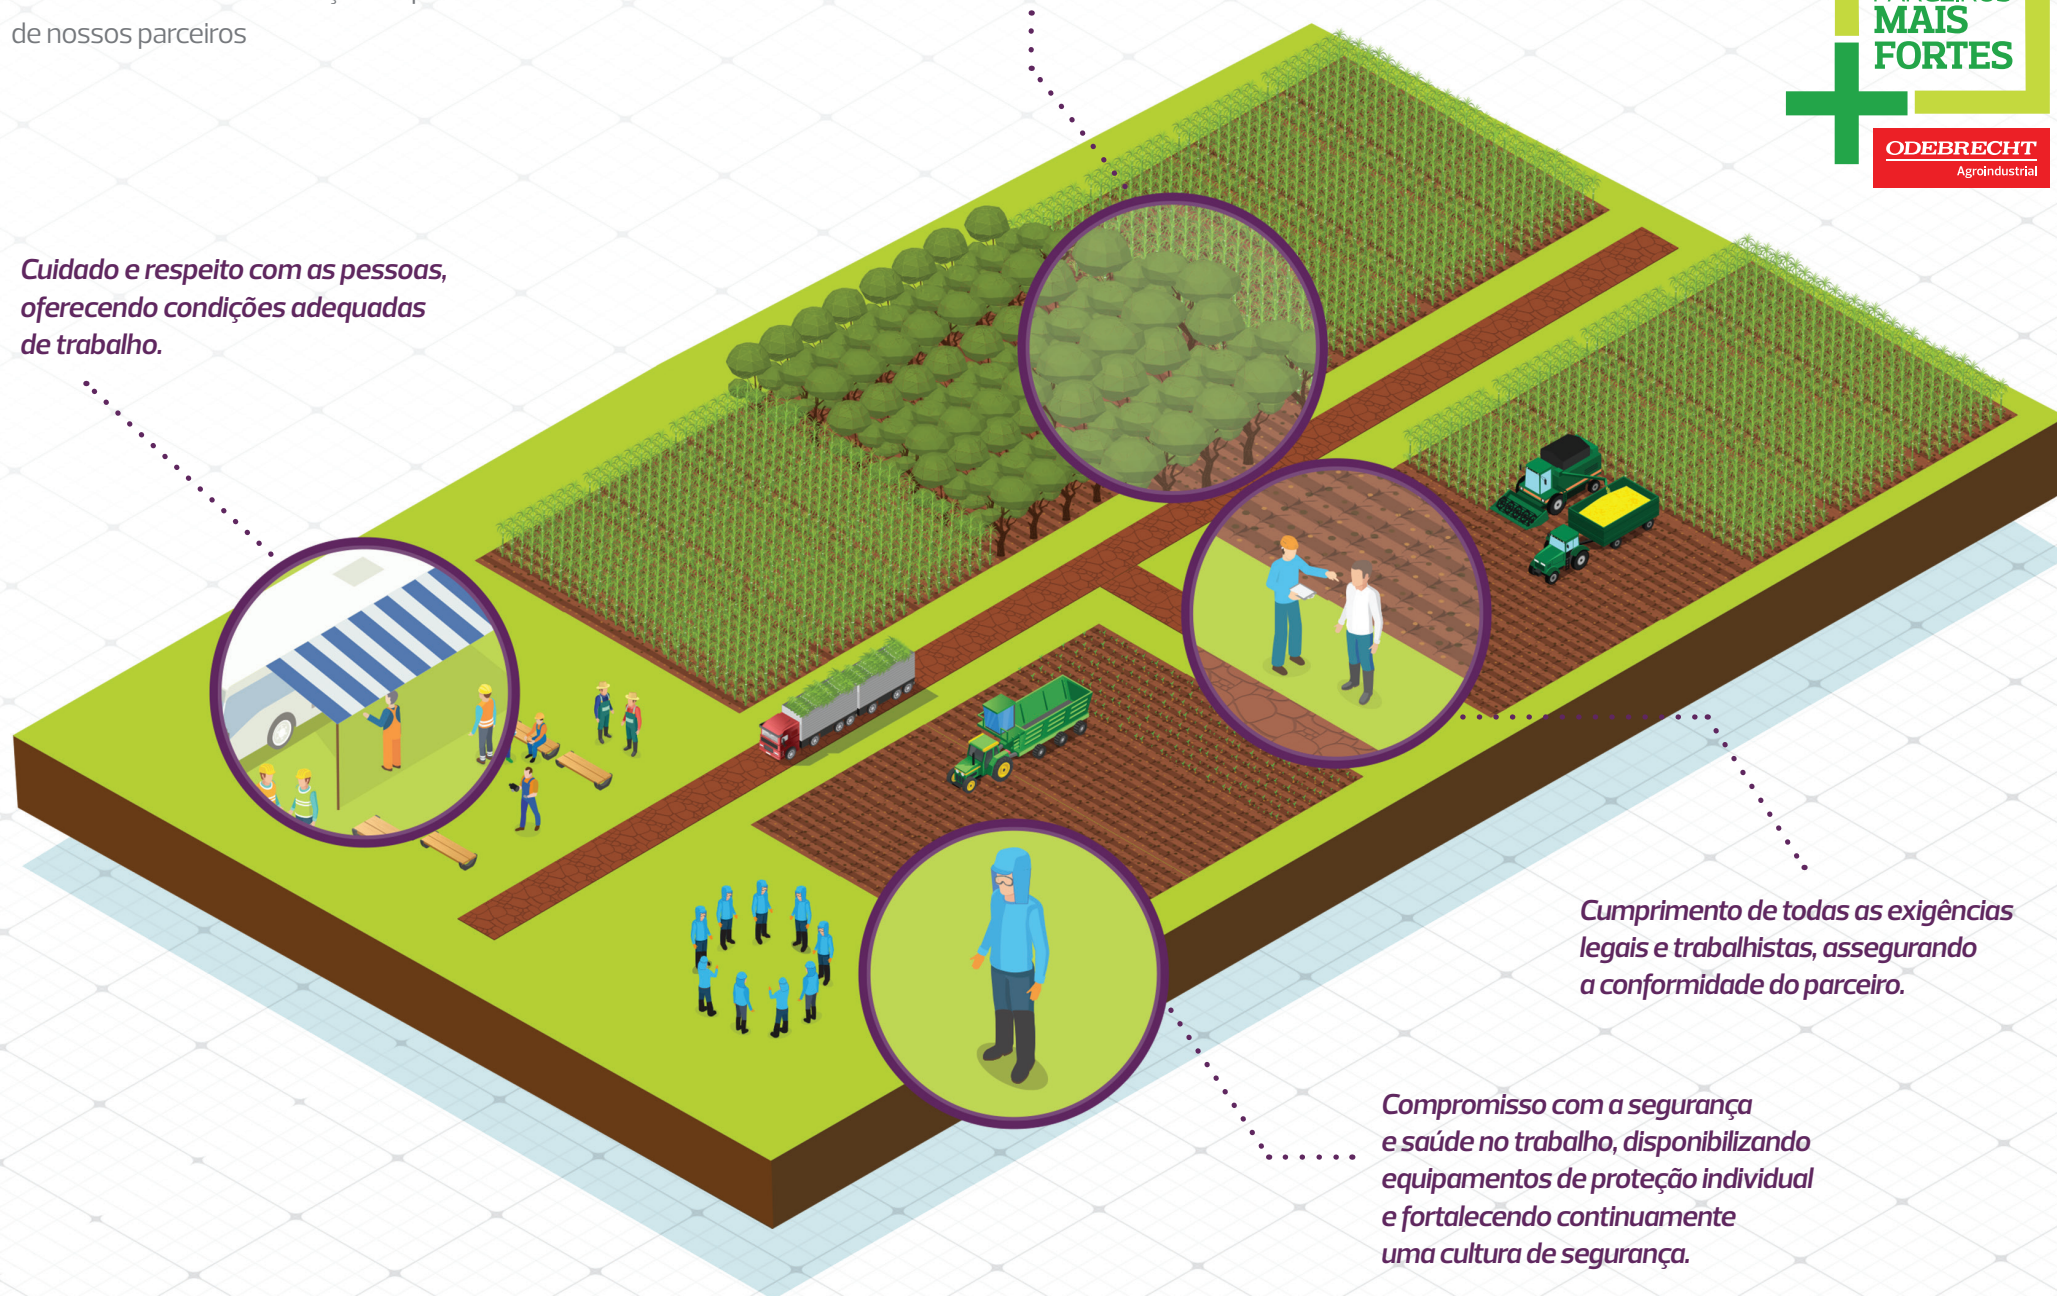 de nossos parceiros
MAIS
FORTES
ODEBRECHT
Agroindustrial
Cuidado e respeito com as pessoas,
oferecendo condições adequadas
de trabalho.
Cumprimento de todas as exigências
legais e trabalhistas, assegurando
a conformidade do parceiro.
Compromisso com a segurança
e saúde no trabalho, disponibilizando
equipamentos de proteção individual
e fortalecendo continuamente
uma cultura de segurança.